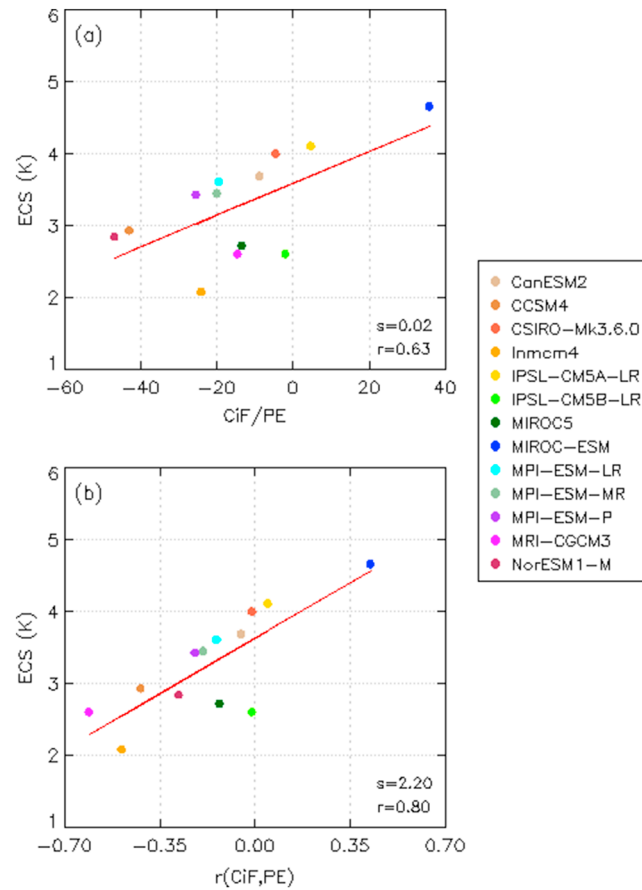 6
(a)
5
4
3
2
1
ECS (K)
s=0.02
r=0.63
−60
−40
−20
0
20
40
CiF/PE
CanESM2
CCSM4
CSIRO−Mk3.6.0
Inmcm4
IPSL−CM5A−LR
IPSL−CM5B−LR
MIROC5
MIROC−ESM
MPI−ESM−LR
MPI−ESM−MR
MPI−ESM−P
MRI−CGCM3
NorESM1−M
6
(b)
5
4
3
2
1
ECS (K)
s=2.20
r=0.80
−0.70
−0.35
0.00
0.35
0.70
r(CiF,PE)